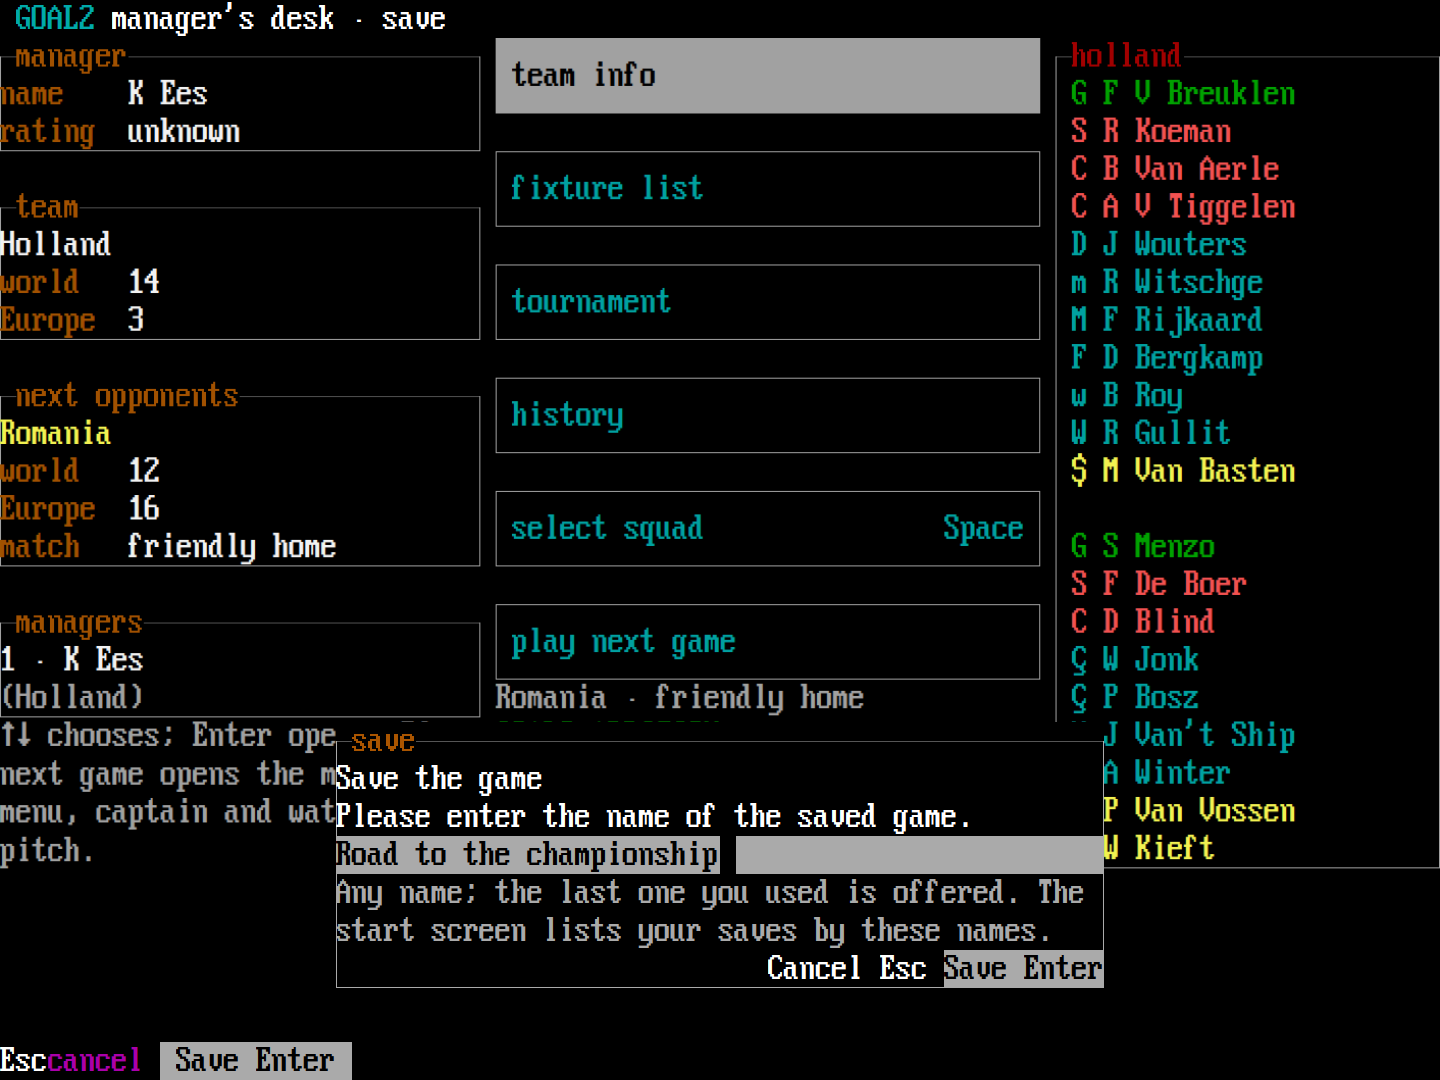 GOAL2 manager's desk · save
manager
name K Ees
rating unknown
team
Holland
world 14
Europe 3
next opponents
Romania
world 12
Europe 16
match friendly home
managers
1 · K Ees
(Holland)
↑↓ chooses; Enter ope
next game opens the m
menu, captain and wat
pitch.
team info
fixture list
tournament
history
select squad Space
play next game
Romania · friendly home
holland
G F V Breuklen
S R Koeman
C B Van Aerle
C A V Tiggelen
D J Wouters
m R Witschge
M F Rijkaard
F D Bergkamp
w B Roy
W R Gullit
$ M Van Basten
G S Menzo
S F De Boer
C D Blind
Ç W Jonk
Ç P Bosz
J Van't Ship
A Winter
P Van Vossen
W Kieft
save
Save the game
Please enter the name of the saved game.
Road to the championship
Any name; the last one you used is offered. The
start screen lists your saves by these names.
Cancel Esc Save Enter
Esccancel Save Enter